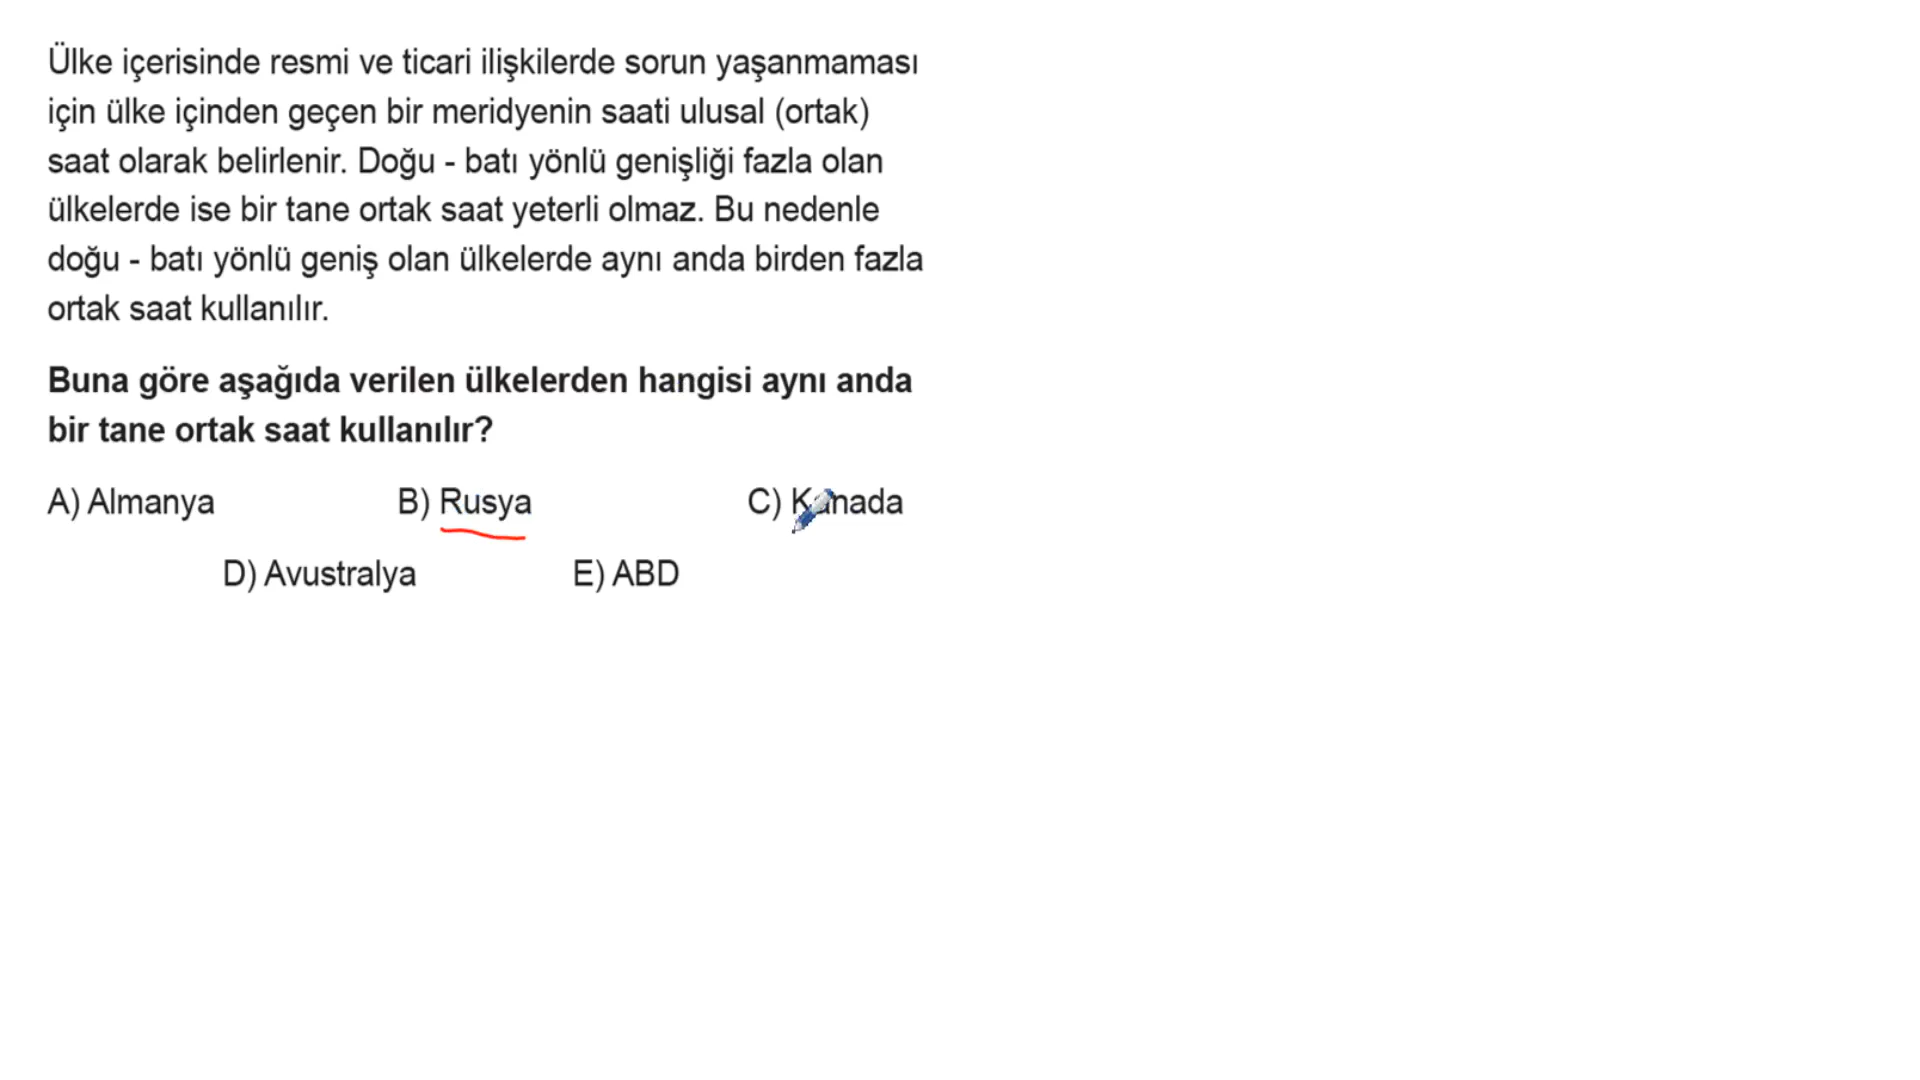 Ülke içerisinde resmi ve ticari ilişkilerde sorun yaşanmaması
için ülke içinden geçen bir meridyenin saati ulusal (ortak)
saat olarak belirlenir. Doğu - batı yönlü genişliği fazla olan
ülkelerde ise bir tane ortak saat yeterli olmaz. Bu nedenle
doğu - batı yönlü geniş olan ülkelerde aynı anda birden fazla
ortak saat kullanılır.
Buna göre aşağıda verilen ülkelerden hangisi aynı anda
bir tane ortak saat kullanılır?
A) Almanya B) Rusya C) Kanada
D) Avustralya E) ABD